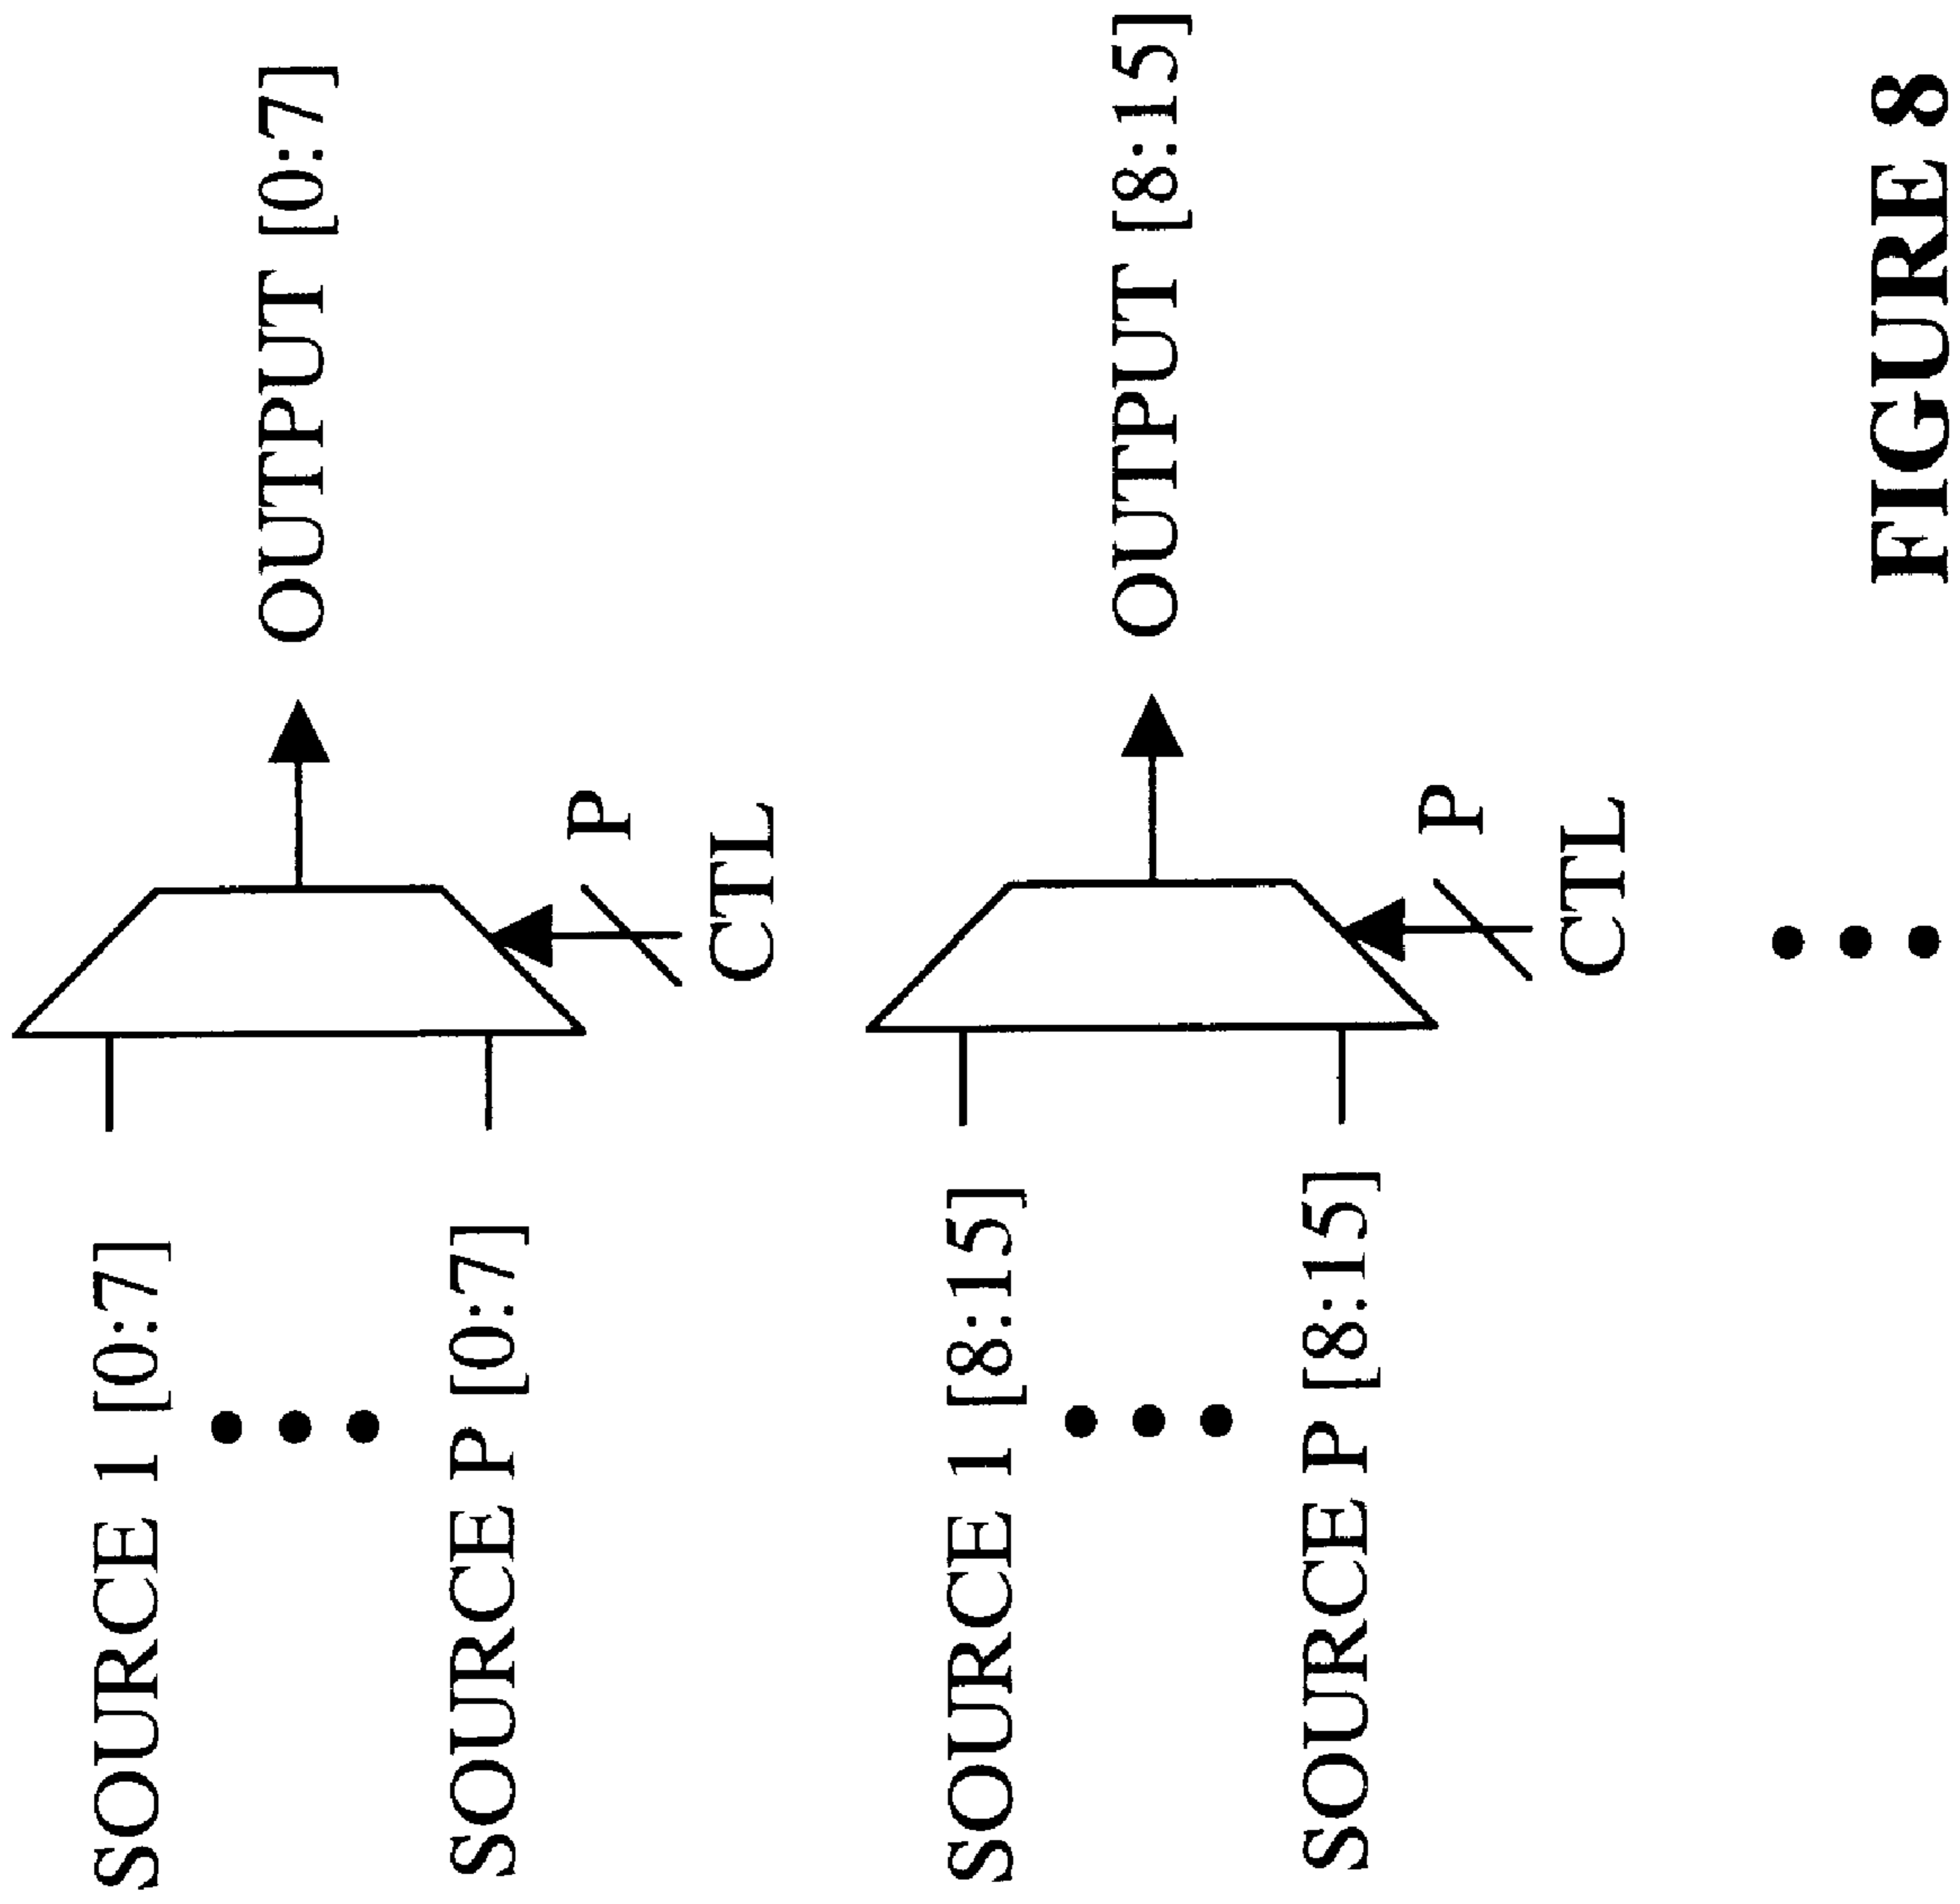 SOURCE 1 [0:7]
SOURCE P [0:7]
OUTPUT [0:7]
P
CTL
SOURCE 1 [8:15]
SOURCE P [8:15]
OUTPUT [8:15]
P
CTL
FIGURE 8